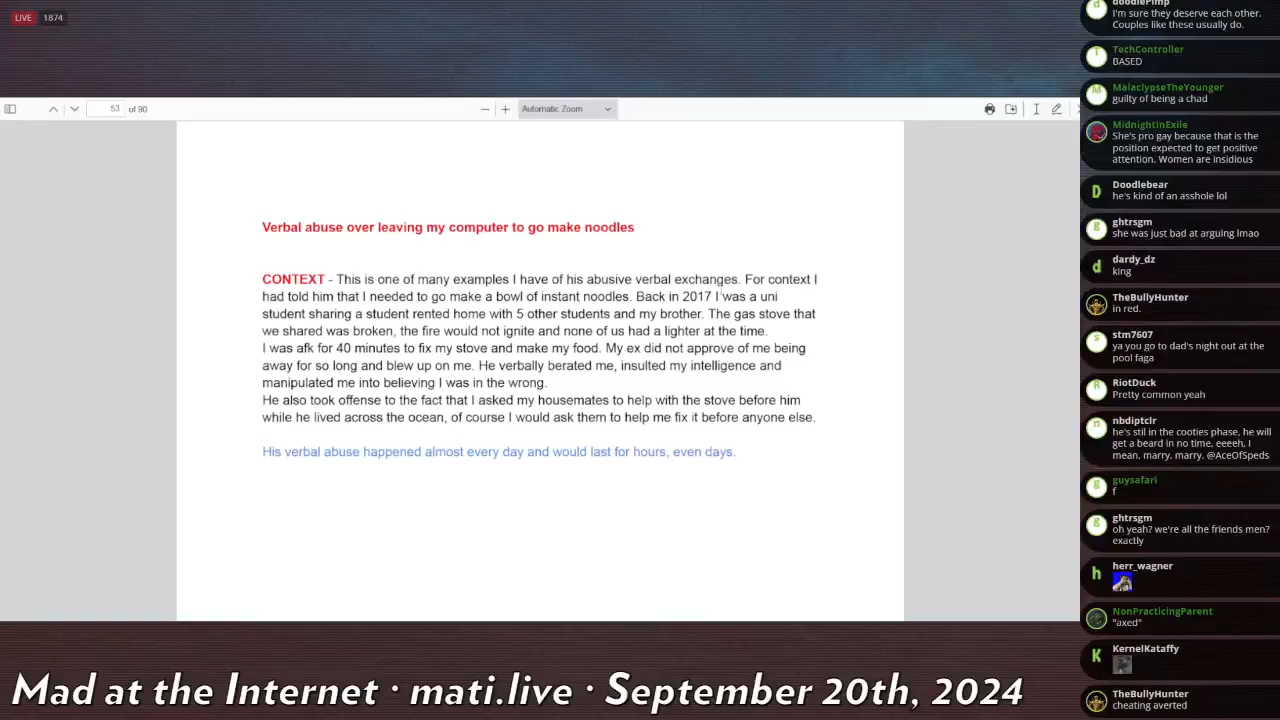 LIVE 1874
53 of 90
Automatic Zoom
Verbal abuse over leaving my computer to go make noodles
CONTEXT - This is one of many examples I have of his abusive verbal exchanges. For context I
had told him that I needed to go make a bowl of instant noodles. Back in 2017 I was a uni
student sharing a student rented home with 5 other students and my brother. The gas stove that
we shared was broken, the fire would not ignite and none of us had a lighter at the time.
I was afk for 40 minutes to fix my stove and make my food. My ex did not approve of me being
away for so long and blew up on me. He verbally berated me, insulted my intelligence and
manipulated me into believing I was in the wrong.
He also took offense to the fact that I asked my housemates to help with the stove before him
while he lived across the ocean, of course I would ask them to help me fix it before anyone else.
His verbal abuse happened almost every day and would last for hours, even days.
d
doodlePimp
I'm sure they deserve each other.
Couples like these usually do.
T
TechController
BASED
M
MalaclypseTheYounger
guilty of being a chad
MidnightInExile
She's pro gay because that is the
position expected to get positive
attention. Women are insidious
D
Doodlebear
he's kind of an asshole lol
g
ghtrsgm
she was just bad at arguing lmao
d
dardy_dz
king
TheBullyHunter
in red.
s
stm7607
ya you go to dad's night out at the
pool faga
R
RiotDuck
Pretty common yeah
n
nbdiptclr
he's stil in the cooties phase, he will
get a beard in no time, eeeeh, I
mean, marry. marry. @AceOfSpeds
g
guysafari
f
g
ghtrsgm
oh yeah? we're all the friends men?
exactly
h
herr_wagner
NonPracticingParent
"axed"
K
KernelKataffy
TheBullyHunter
cheating averted
Mad at the Internet · mati.live · September 20th, 2024